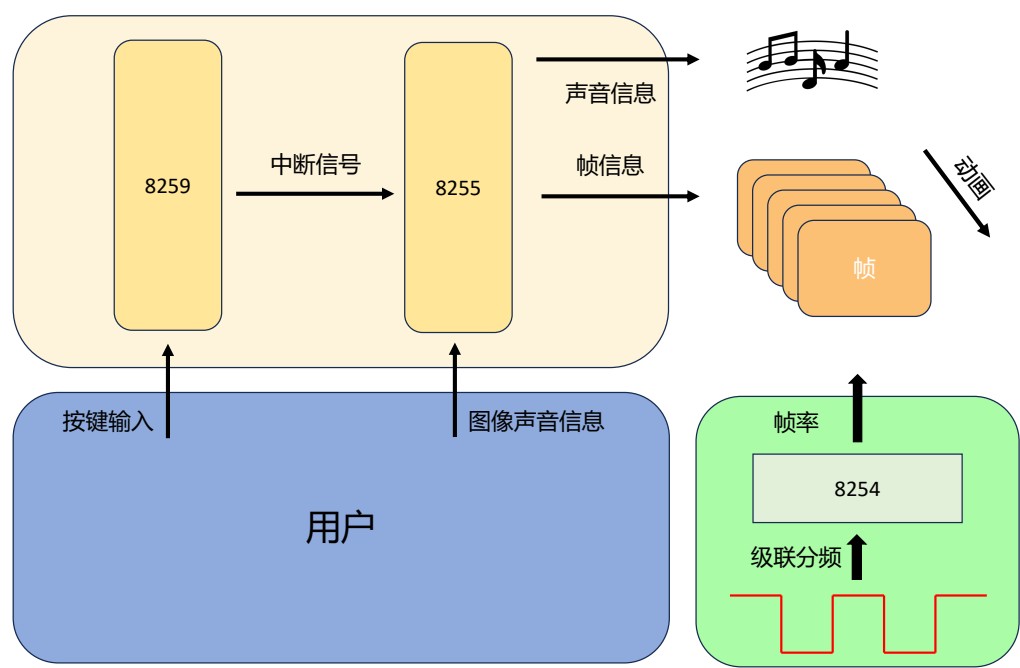 声音信息
中断信号
帧信息
动画
8259
8255
帧
按键输入
图像声音信息
帧率
8254
用户
级联分频